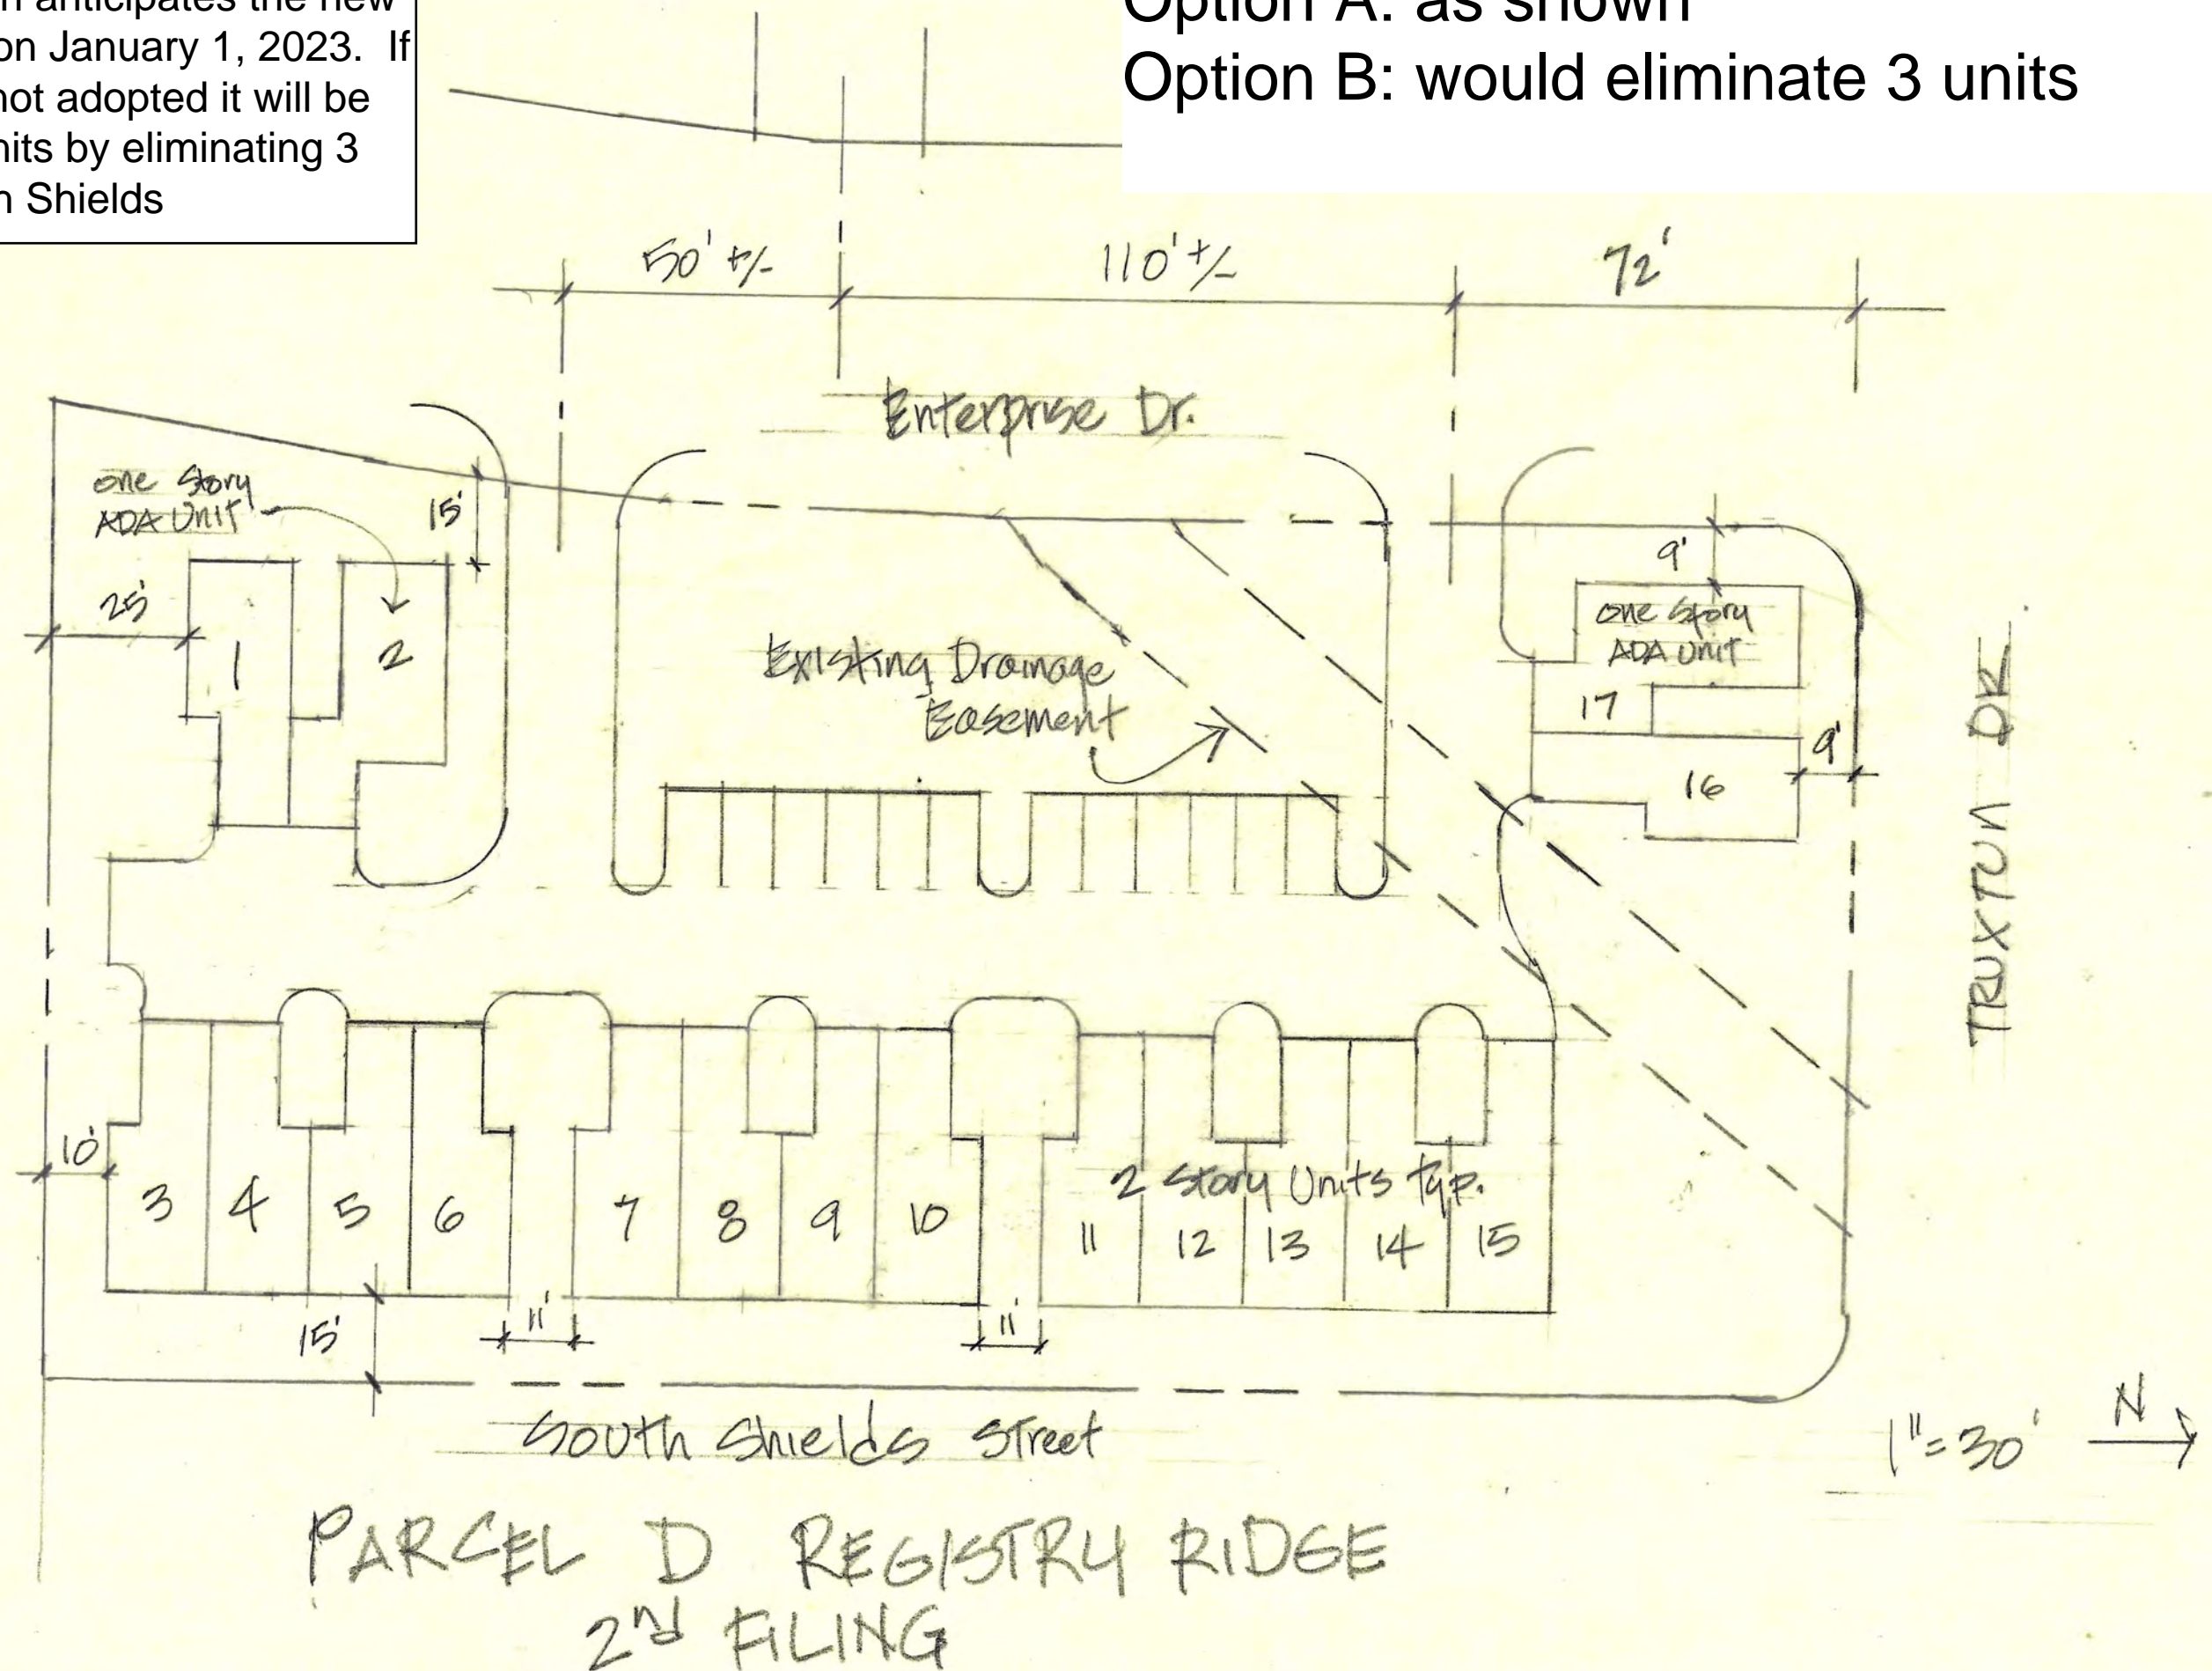 n anticipates the new
on January 1, 2023. If
not adopted it will be
nits by eliminating 3
n Shields
Option A: as shown
Option B: would eliminate 3 units
50' +/-
110' +/-
72'
Enterprise Dr.
one Story
ADA Unit
15'
25'
1
2
Existing Drainage
Easement
9'
one Story
ADA Unit
17
9'
16
TRUXTUN DR.
10'
3
4
5
6
7
8
9
10
2 Story Units Typ.
11
12
13
14
15
15'
11'
11'
South Shields Street
1"=30'
N
PARCEL D REGISTRY RIDGE
2nd FILING